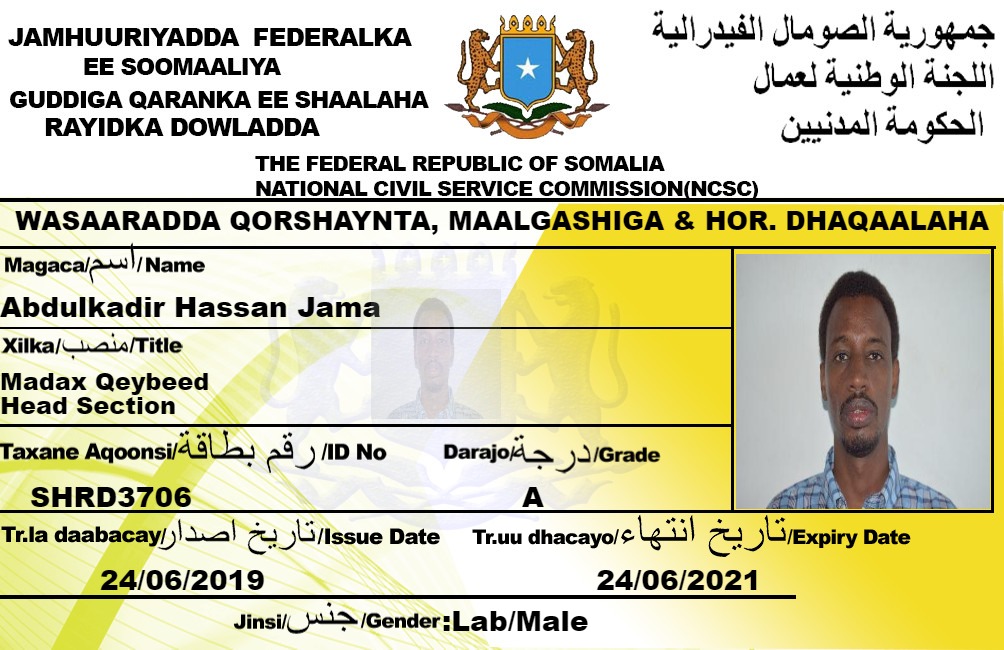 JAMHUURIYADDA FEDERALKA
EE SOOMAALIYA
GUDDIGA QARANKA EE SHAALAHA
RAYIDKA DOWLADDA
جمهورية الصومال الفيدرالية
اللجنة الوطنية لعمال
الحكومة المدنيين
THE FEDERAL REPUBLIC OF SOMALIA
NATIONAL CIVIL SERVICE COMMISSION(NCSC)
WASAARADDA QORSHAYNTA, MAALGASHIGA & HOR. DHAQAALAHA
Magaca/اسم/Name
Abdulkadir Hassan Jama
Xilka/منصب/Title
Madax Qeybeed
Head Section
Taxane Aqoonsi/رقم بطاقة/ID No
SHRD3706
Darajo/درجة/Grade
A
Tr.la daabacay/تاريخ اصدار/Issue Date
24/06/2019
Tr.uu dhacayo/تاريخ انتهاء/Expiry Date
24/06/2021
Jinsi/جنس/Gender:Lab/Male